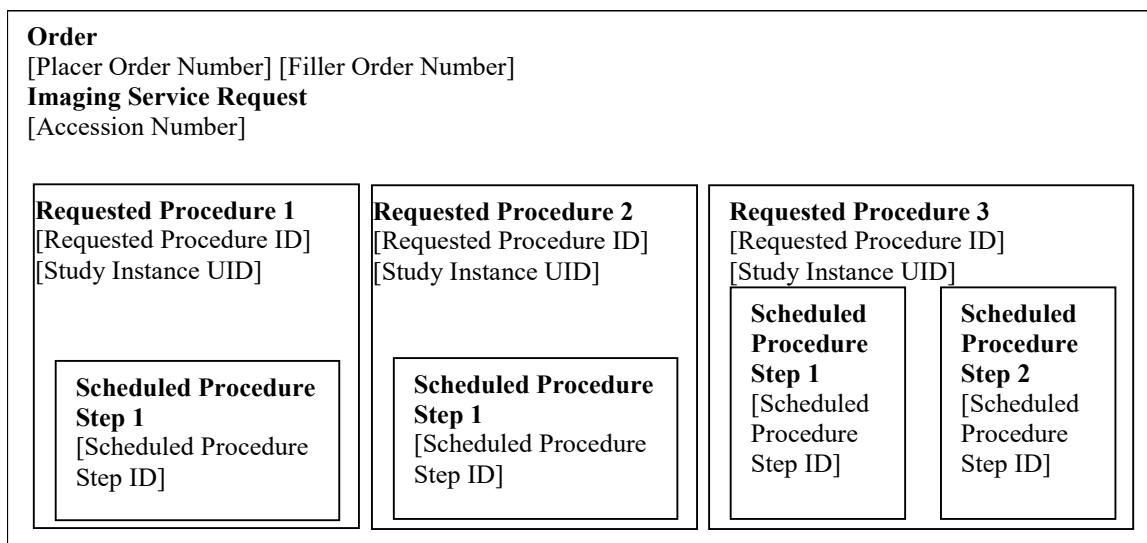 Order
[Placer Order Number] [Filler Order Number]
Imaging Service Request
[Accession Number]
Requested Procedure 1
[Requested Procedure ID]
[Study Instance UID]
Scheduled Procedure
Step 1
[Scheduled Procedure
Step ID]
Requested Procedure 2
[Requested Procedure ID]
[Study Instance UID]
Scheduled Procedure
Step 1
[Scheduled Procedure
Step ID]
Requested Procedure 3
[Requested Procedure ID]
[Study Instance UID]
Scheduled
Procedure
Step 1
[Scheduled
Procedure
Step ID]
Scheduled
Procedure
Step 2
[Scheduled
Procedure
Step ID]